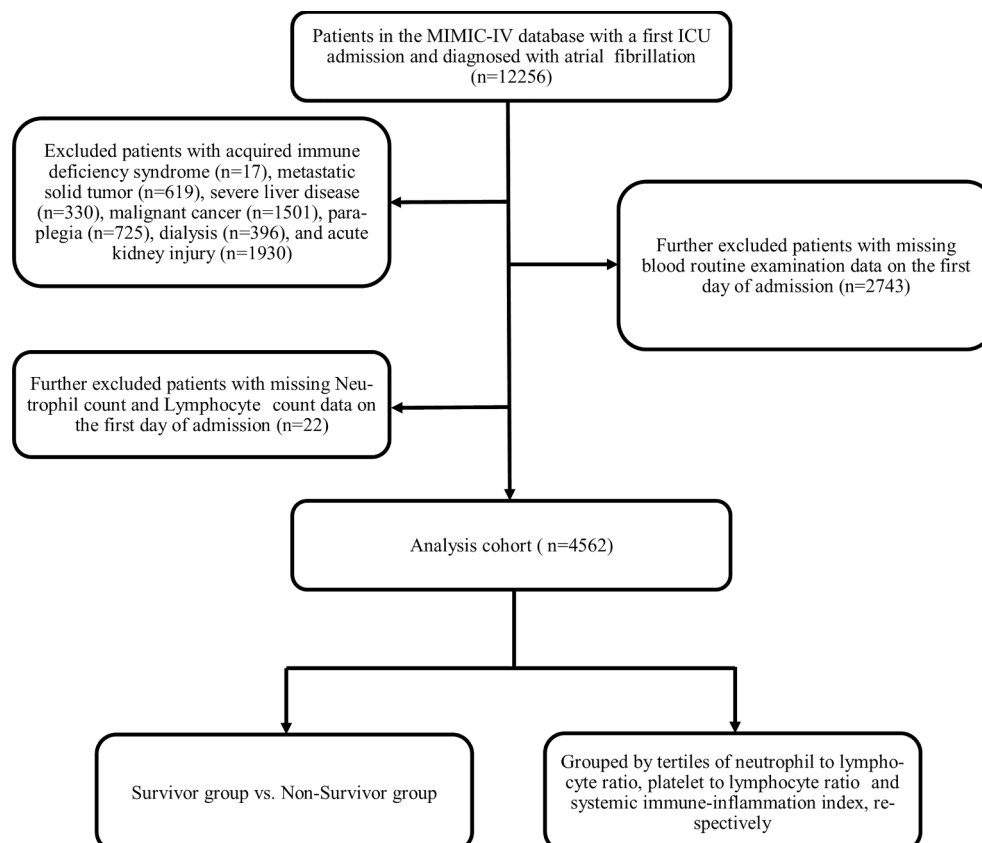 Patients in the MIMIC-IV database with a first ICU
admission and diagnosed with atrial fibrillation
(n=12256)
Excluded patients with acquired immune
deficiency syndrome (n=17), metastatic
solid tumor (n=619), severe liver disease
(n=330), malignant cancer (n=1501), para-
plegia (n=725), dialysis (n=396), and acute
kidney injury (n=1930)
Further excluded patients with missing
blood routine examination data on the first
day of admission (n=2743)
Further excluded patients with missing Neu-
trophil count and Lymphocyte count data on
the first day of admission (n=22)
Analysis cohort ( n=4562)
Survivor group vs. Non-Survivor group
Grouped by tertiles of neutrophil to lympho-
cyte ratio, platelet to lymphocyte ratio and
systemic immune-inflammation index, re-
spectively